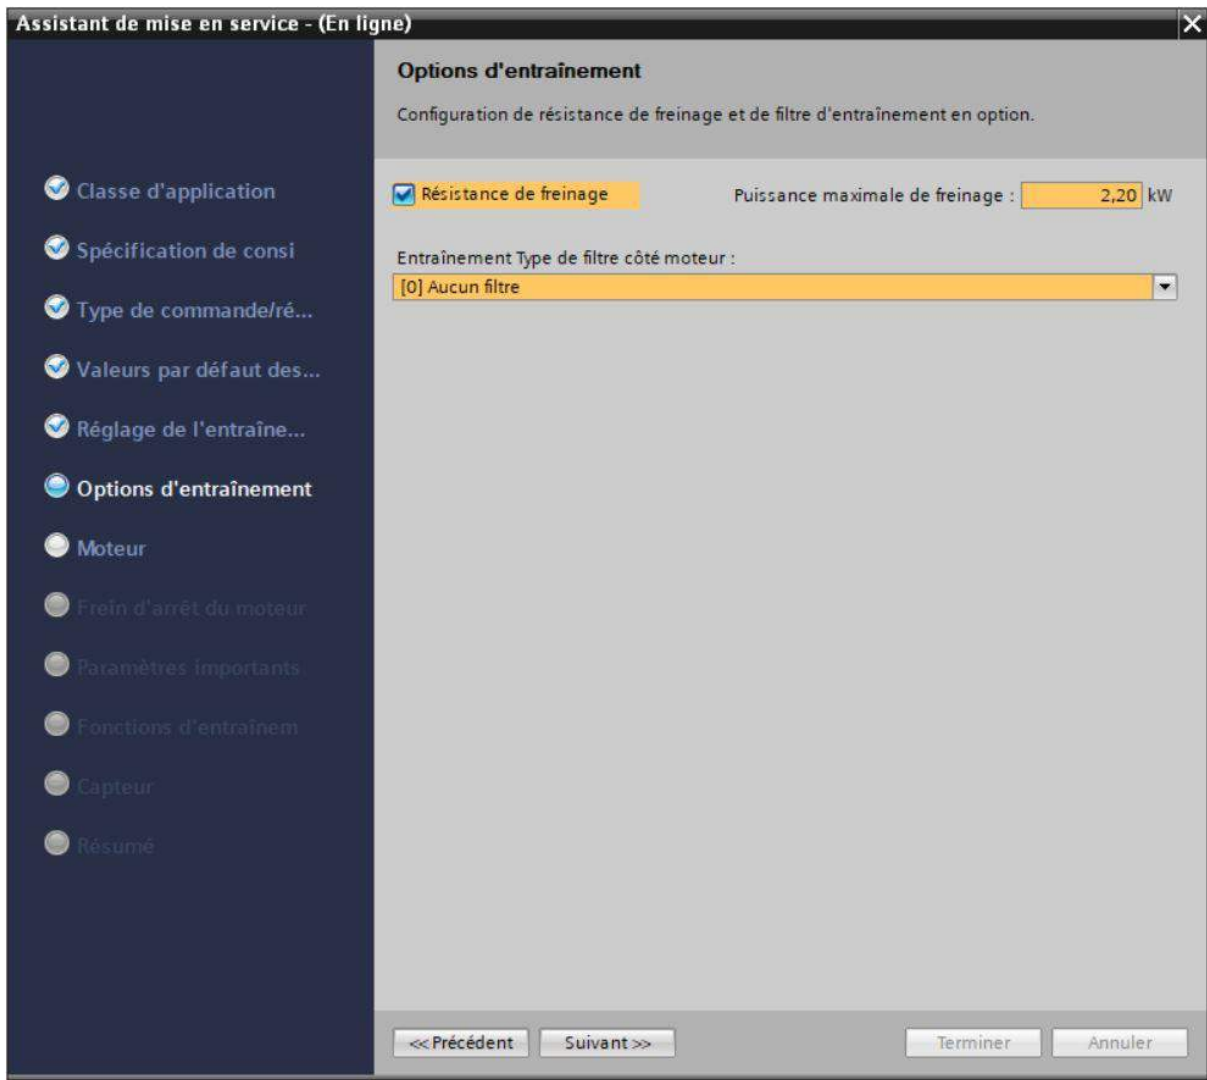 Assistant de mise en service - (En ligne)
Options d'entraînement
Configuration de résistance de freinage et de filtre d'entraînement en option.
Classe d'application
Spécification de consi
Type de commande/ré...
Valeurs par défaut des...
Réglage de l'entraîne...
Options d'entraînement
Moteur
Frein d'arrêt du moteur
Paramètres importants
Fonctions d'entraînem
Capteur
Résumé
Résistance de freinage
Puissance maximale de freinage : 2,20 kW
Entraînement Type de filtre côté moteur :
[0] Aucun filtre
<<Précédent
Suivant>>
Terminer
Annuler